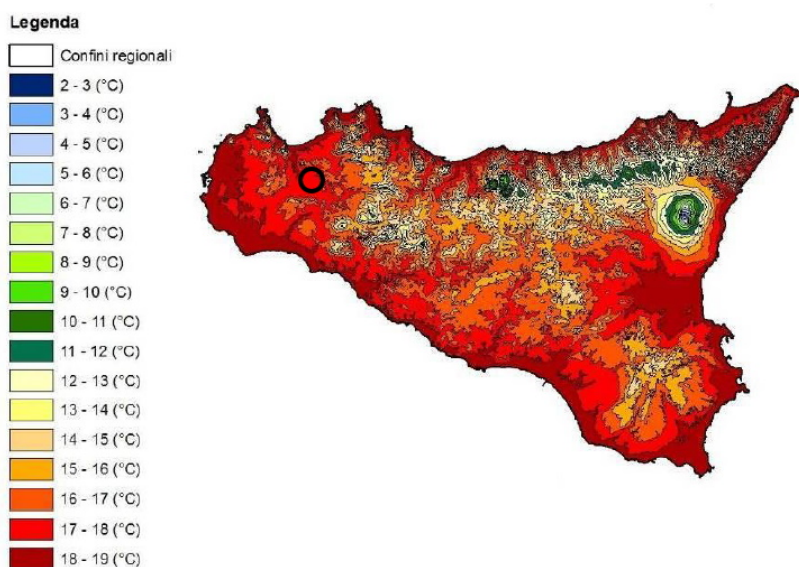 Legenda
Confini regionali
2 - 3 (°C)
3 - 4 (°C)
4 - 5 (°C)
5 - 6 (°C)
6 - 7 (°C)
7 - 8 (°C)
8 - 9 (°C)
9 - 10 (°C)
10 - 11 (°C)
11 - 12 (°C)
12 - 13 (°C)
13 - 14 (°C)
14 - 15 (°C)
15 - 16 (°C)
16 - 17 (°C)
17 - 18 (°C)
18 - 19 (°C)